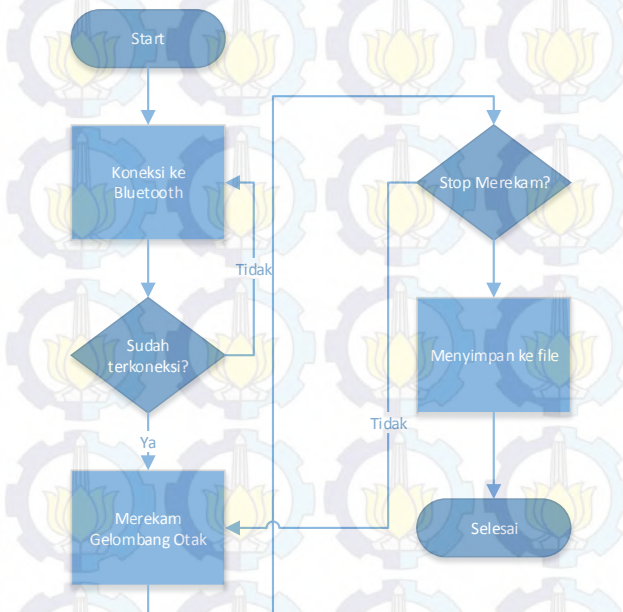 Start
Koneksi ke
Bluetooth
Tidak
Sudah
terkoneksi?
Ya
Merekam
Gelombang Otak
Stop Merekam?
Menyimpan ke file
Tidak
Selesai